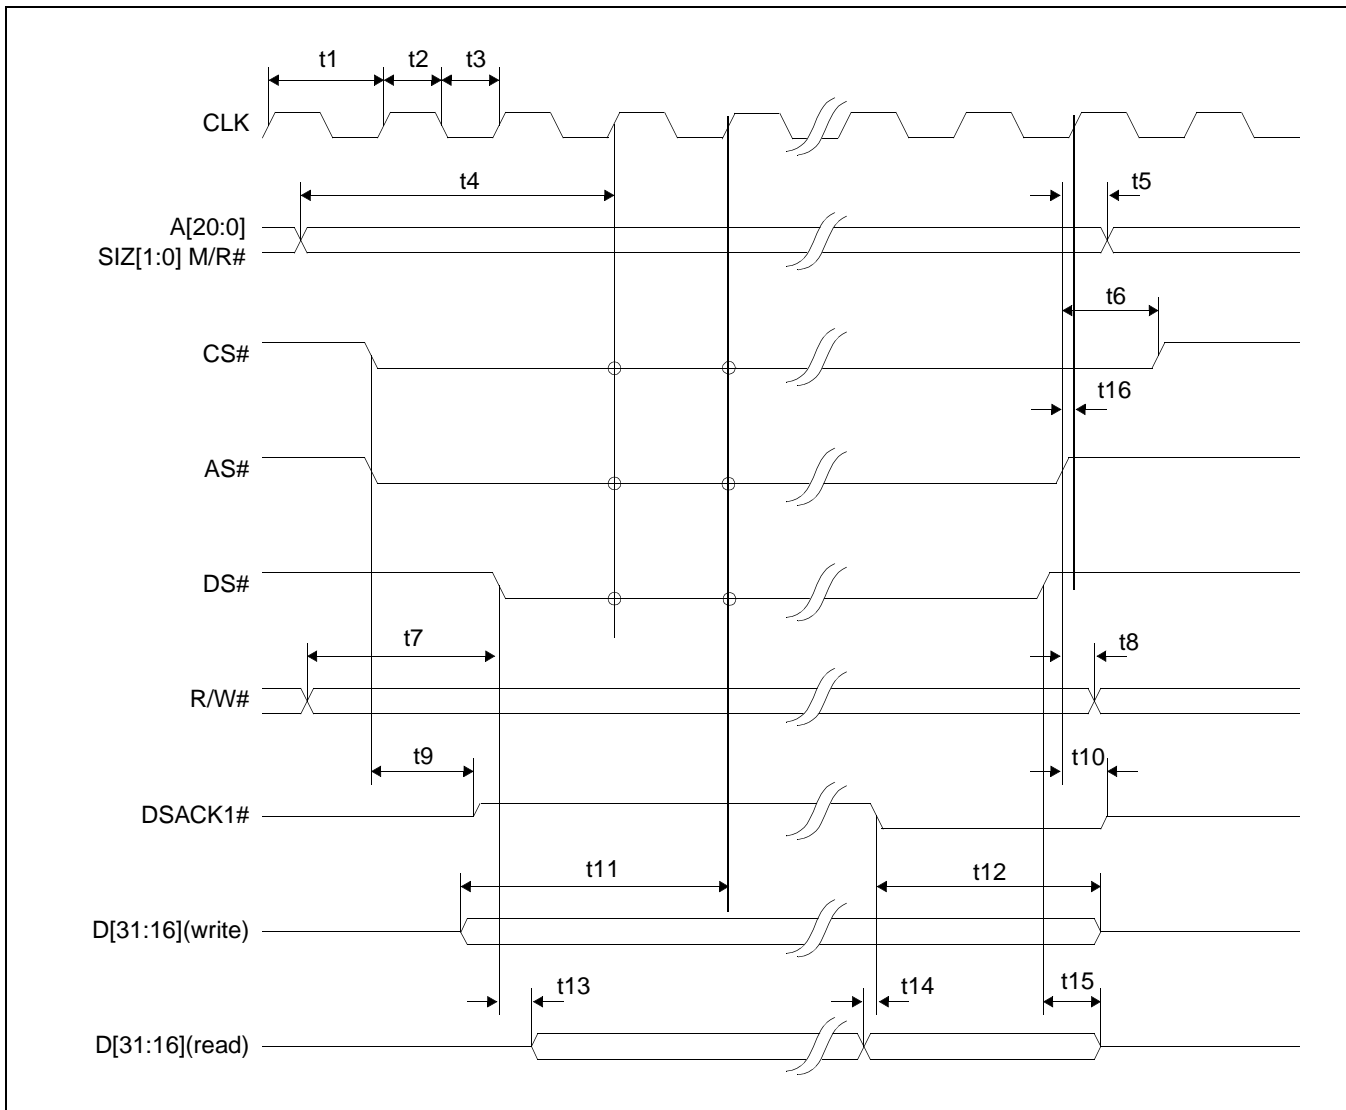 t1 t2 t3
CLK
t4 t5
A[20:0]
SIZ[1:0] M/R#
t6
CS#
t16
AS#
DS#
t7 t8
R/W#
t9 t10
DSACK1#
t11 t12
D[31:16](write)
t13 t14 t15
D[31:16](read)